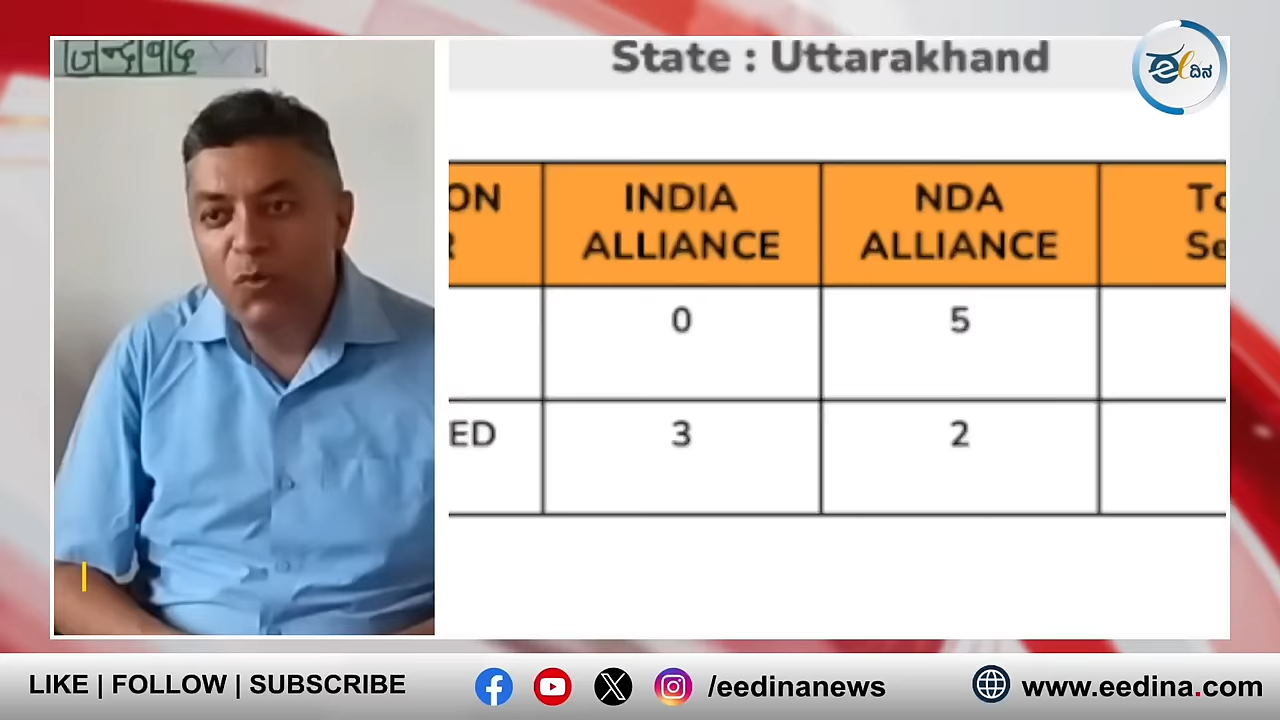 जिन्दाबाद
State : Uttarakhand
ದಿನ
ON INDIA ALLIANCE NDA ALLIANCE
0 5
ED 3 2
LIKE | FOLLOW | SUBSCRIBE
/eedinanews
www.eedina.com